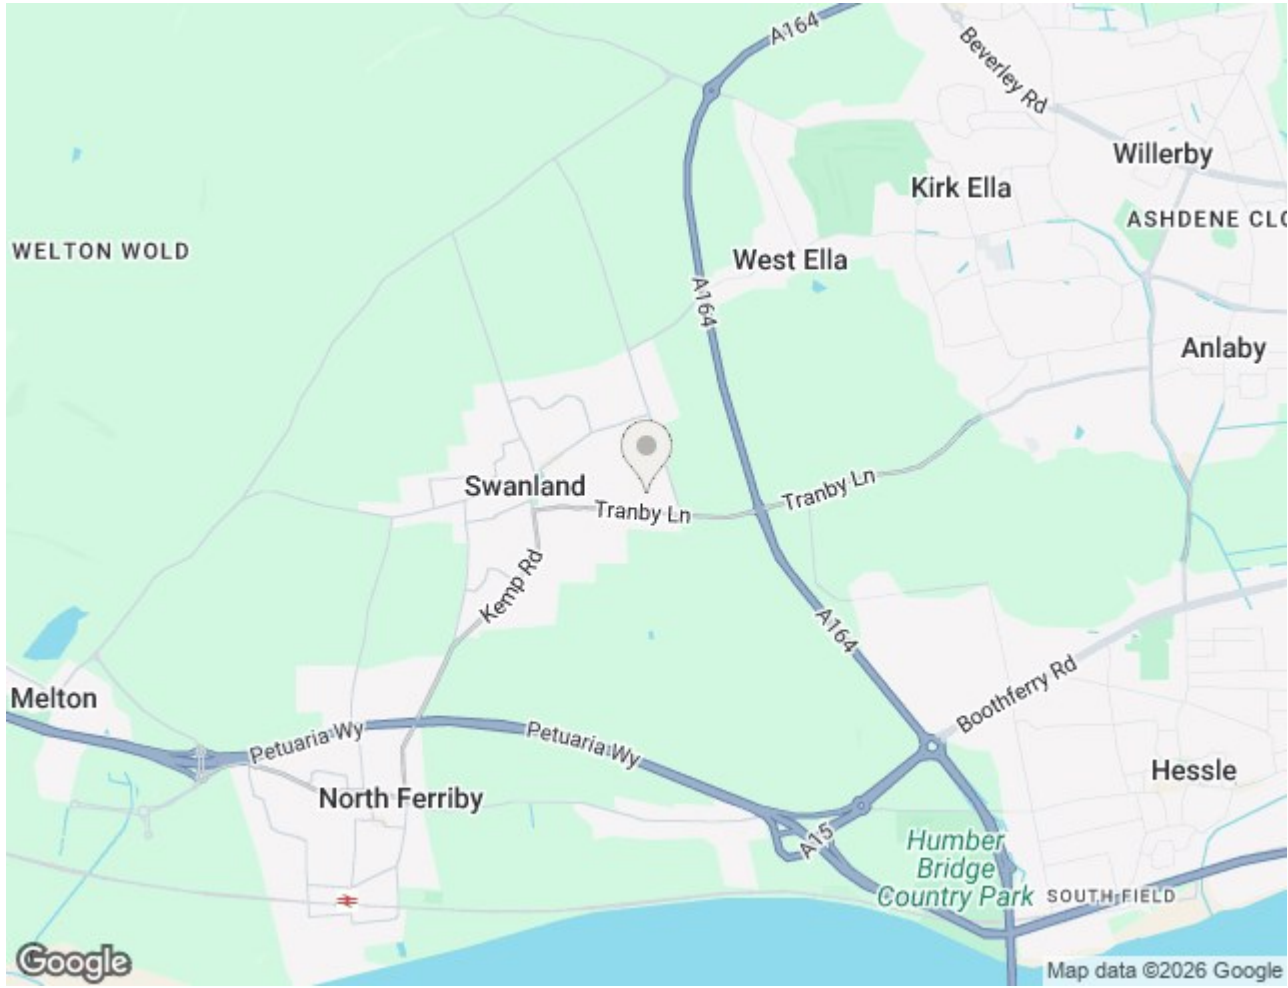 A164
Beverley Rd
Willerby
Kirk Ella
ASHDENE CLO
WELTON WOLD
West Ella
A164
Anlaby
Swanland
Tranby Ln
Tranby Ln
Kemp Rd
A164
Melton
Boothferry Rd
Petuaria Wy
Petuaria Wy
Hessle
North Ferriby
A15
Humber
Bridge
Country Park
SOUTH FIELD
Google
Map data ©2026 Google